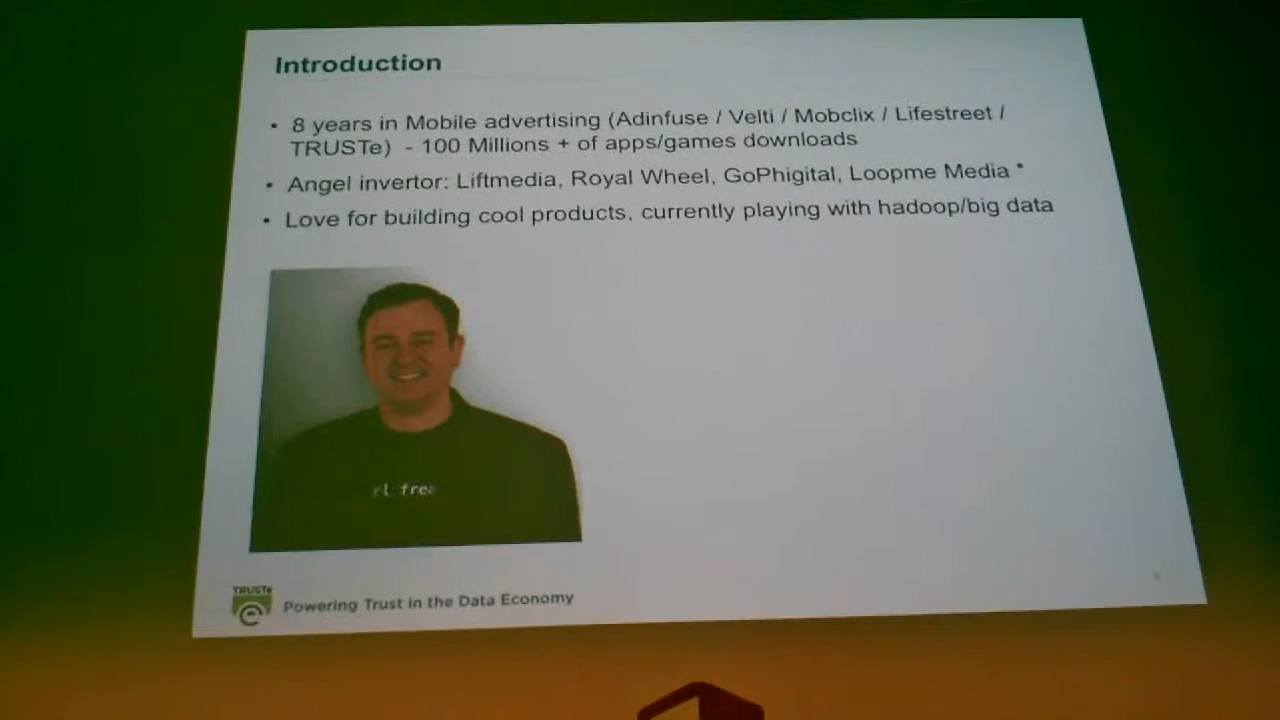 Introduction
• 8 years in Mobile advertising (Adinfuse / Velti / Mobclix / Lifestreet /
TRUSTe) - 100 Millions + of apps/games downloads
• Angel invertor: Liftmedia, Royal Wheel, GoPhigital, Loopme Media *
• Love for building cool products, currently playing with hadoop/big data
TRUSTe
Powering Trust in the Data Economy